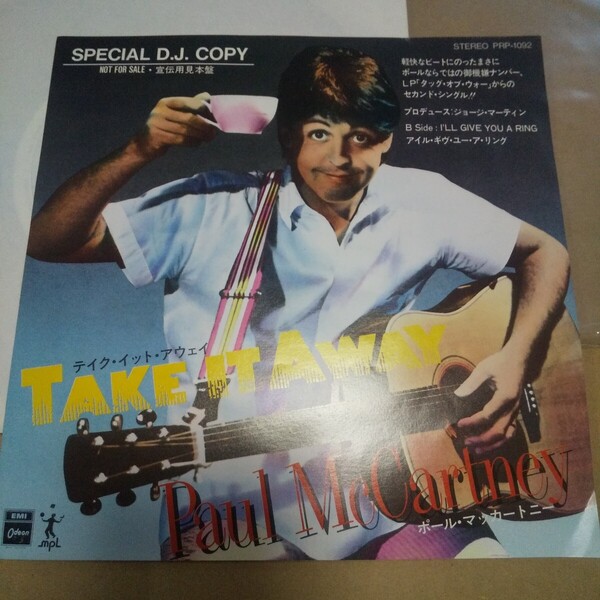 SPECIAL D.J. COPY
NOT FOR SALE・宣伝用見本盤
STEREO PRP-1092
軽快なビートにのったまさに
ポールならではの御機嫌ナンバー。
LP「タッグ・オブ・ウォー」からの
セカンド・シングル!!
プロデュース:ジョージ・マーティン
B Side : I'LL GIVE YOU A RING
アイル・ギヴ・ユー・ア・リング
テイク・イット・アウェイ
TAKE IT AWAY
Paul McCartney
ポール・マッカートニー
EMI
Odeon
mpL